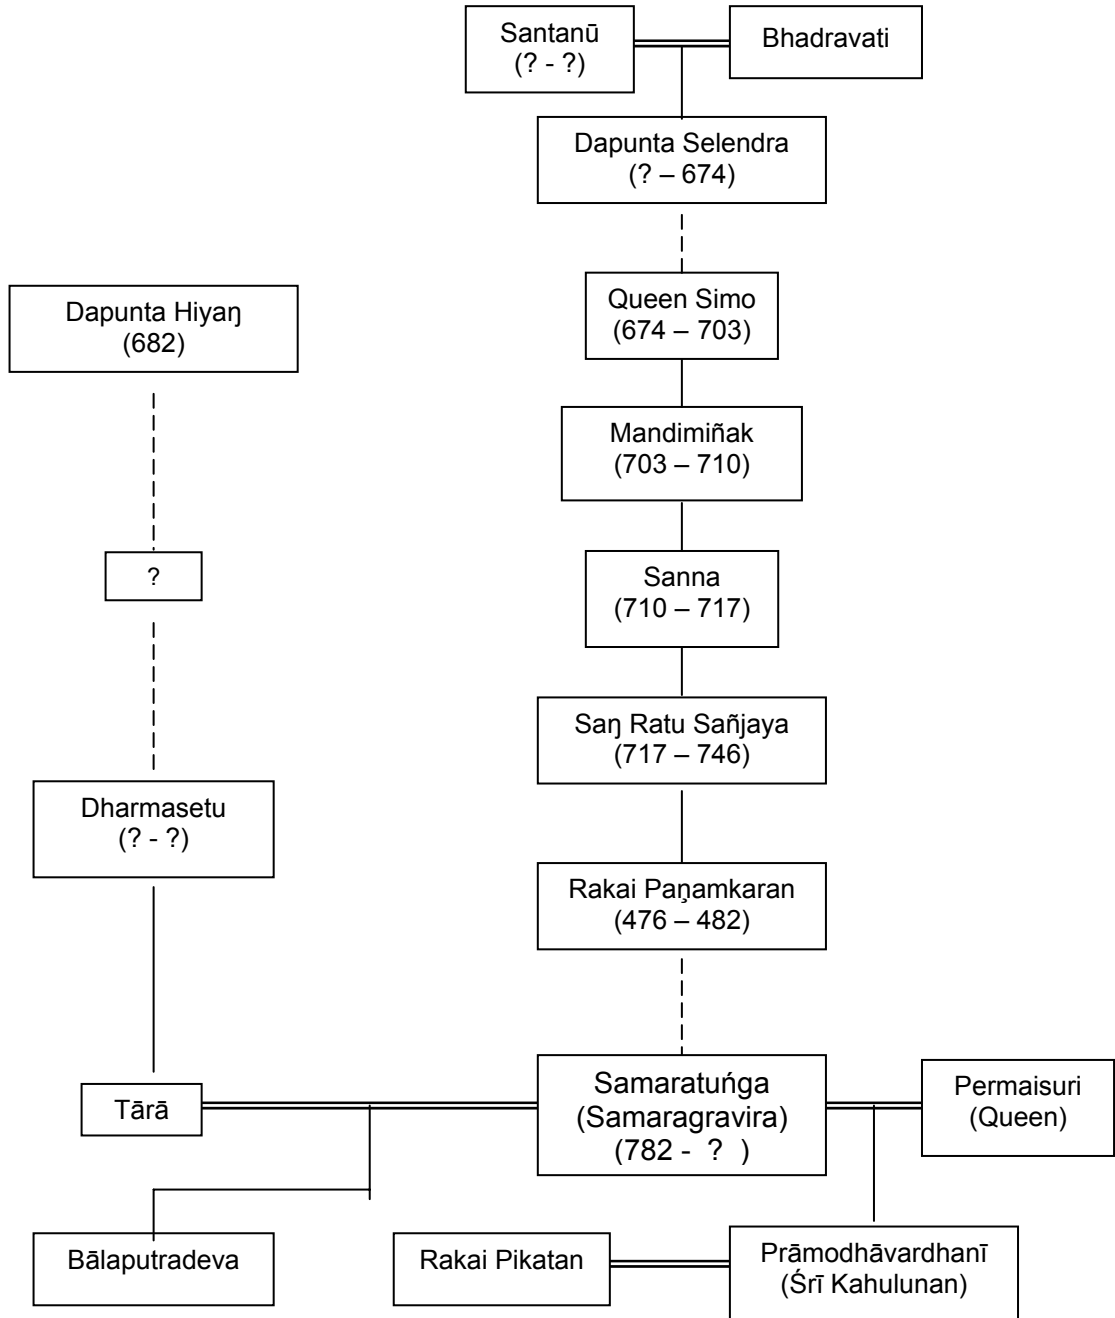 Santanū
(? - ?)
Bhadravati
Dapunta Selendra
(? – 674)
Queen Simo
(674 – 703)
Dapunta Hiyaŋ
(682)
Mandimiñak
(703 – 710)
?
Sanna
(710 – 717)
Saŋ Ratu Sañjaya
(717 – 746)
Dharmasetu
(? - ?)
Rakai Paņamkaran
(476 – 482)
Tārā
Samaratuńga
(Samaragravira)
(782 - ? )
Permaisuri
(Queen)
Bālaputradeva
Rakai Pikatan
Prāmodhāvardhanī
(Śrī Kahulunan)